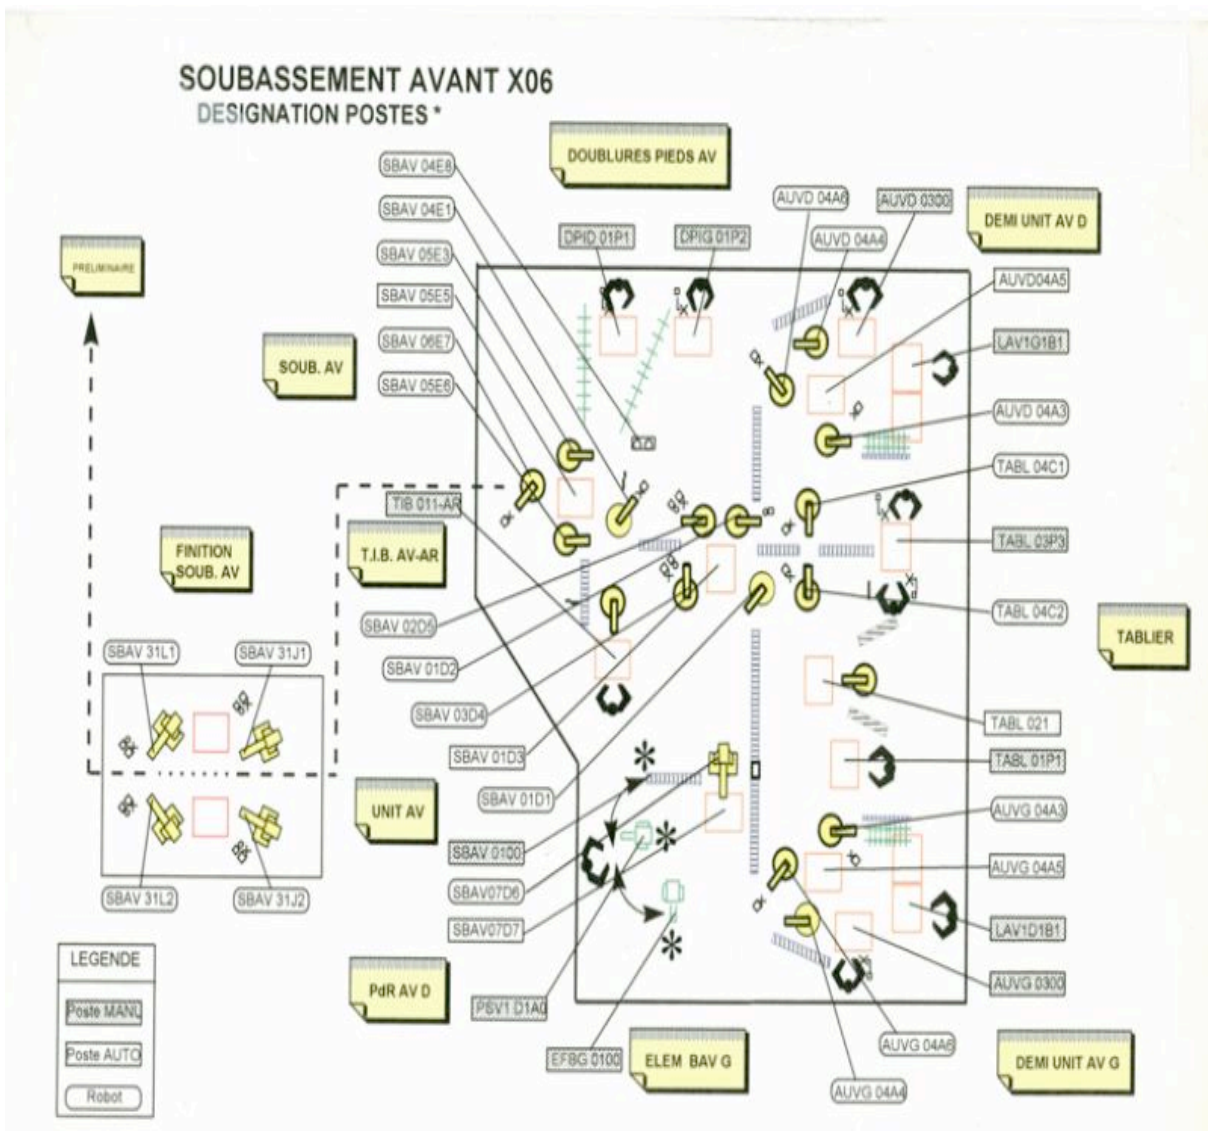 SOUBASSEMENT AVANT X06
DESIGNATION POSTES *
DOUBLURES PIEDS AV
SBAV 04E8
SBAV 04E1
SBAV 05E3
SBAV 05E5
SBAV 06E7
SBAV 05E6
DPID 01P1
DPIG 01P2
AUVD 04A6
AUVD 0300
AUVD 04A4
DEMI UNIT AV D
AUVD04A5
LAV1G1B1
AUVD 04A3
TABL 04C1
TABL 03P3
TABL 04C2
TABLIER
TABL 021
TABL 01P1
AUVG 04A3
AUVG 04A5
LAV1D1B1
AUVG 0300
AUVG 04A6
AUVG 04A4
DEMI UNIT AV G
PRELIMINAIRE
SOUB. AV
TIB 011-AR
FINITION
SOUB. AV
T.I.B. AV-AR
SBAV 02D5
SBAV 01D2
SBAV 03D4
SBAV 01D3
SBAV 01D1
SBAV 31L1
SBAV 31J1
SBAV 31L2
SBAV 31J2
UNIT AV
SBAV 0100
SBAV07D6
SBAV07D7
PdR AV D
PSV1 D1A0
EFBG 0100
ELEM BAV G
LEGENDE
Poste MANU
Poste AUTO
Robot